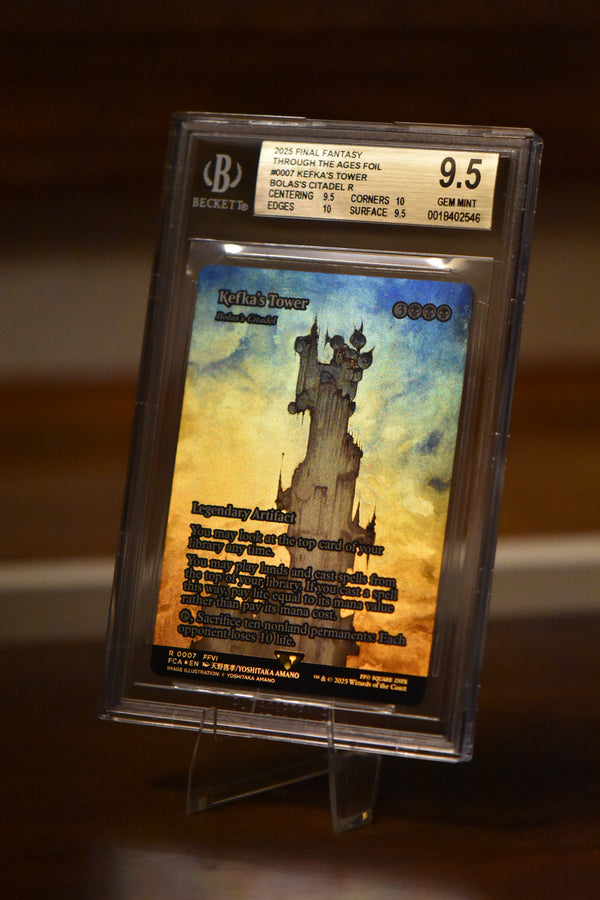 B
BECKETT®
2025 FINAL FANTASY
THROUGH THE AGES FOIL
#0007 KEFKA'S TOWER
BOLAS'S CITADEL R
CENTERING 9.5 CORNERS 10
EDGES 10 SURFACE 9.5
9.5
GEM MINT
0018402546
Kefka's Tower
3
Bolas's Citadel
Legendary Artifact
You may look at the top card of your
library any time.
You may play lands and cast spells from
the top of your library. If you cast a spell
this way, pay life equal to its mana value
rather than pay its mana cost.
, Sacrifice ten nonland permanents: Each
opponent loses 10 life.
R 0007 FFVI
FCA★EN 天野喜孝/YOSHITAKA AMANO
IMAGE ILLUSTRATION: © YOSHITAKA AMANO
FP© SQUARE ENIX
™ & © 2025 Wizards of the Coast